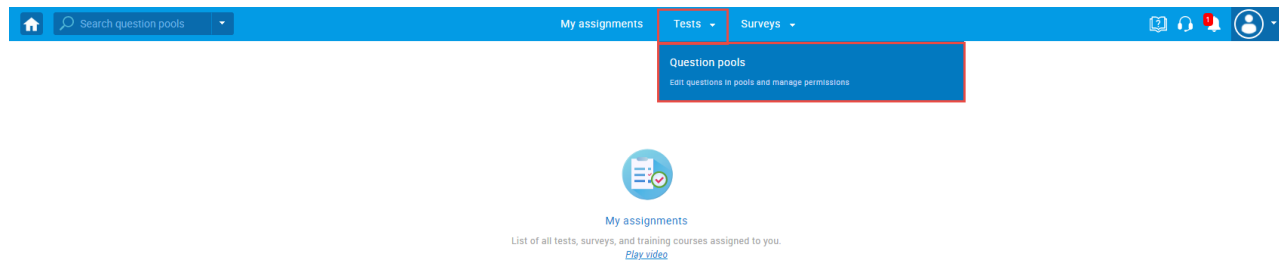 Search question pools
My assignments Tests Surveys
1
Question pools
Edit questions in pools and manage permissions
My assignments
List of all tests, surveys, and training courses assigned to you.
Play video